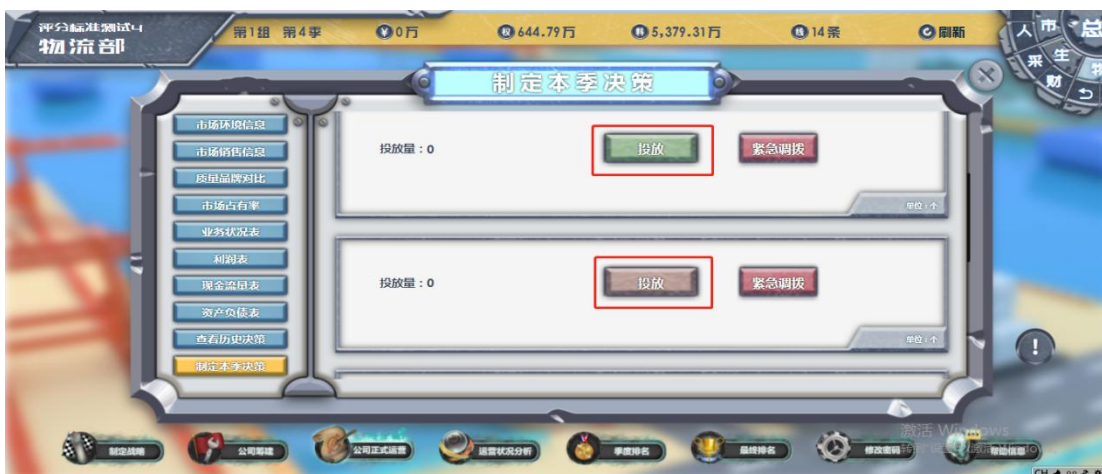 评分标准测试4
物流部
第1组 第4季
0万
644.79万
5,379.31万
14条
刷新
人
市
总
采
生
物
财
制定本季决策
市场环境信息
市场销售信息
质量品牌对比
市场占有率
业务状况表
利润表
现金流量表
资产负债表
查看历史决策
制定本季决策
投放量：0
投放
紧急调拨
单位：个
投放量：0
投放
紧急调拨
单位：个
制定战略
公司筹建
公司正式运营
运营状况分析
季度排名
最终排名
修改密码
帮助信息
激活 Windows
CH